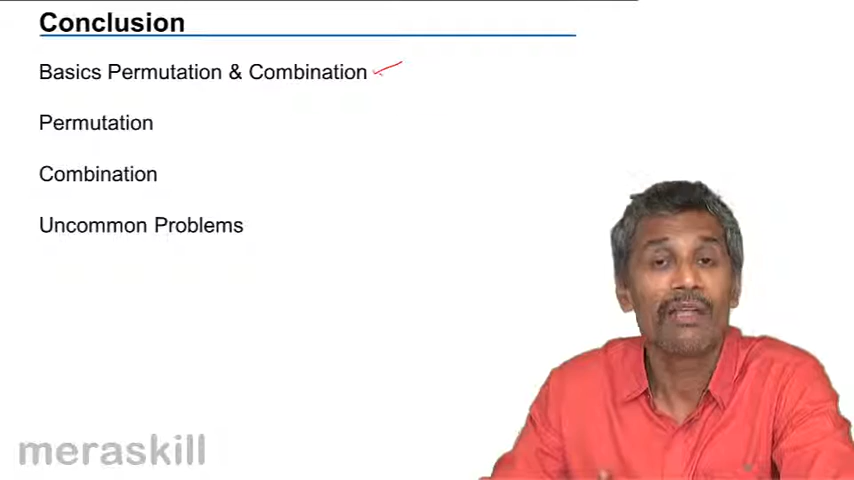 Conclusion
Basics Permutation & Combination
Permutation
Combination
Uncommon Problems
meraskill